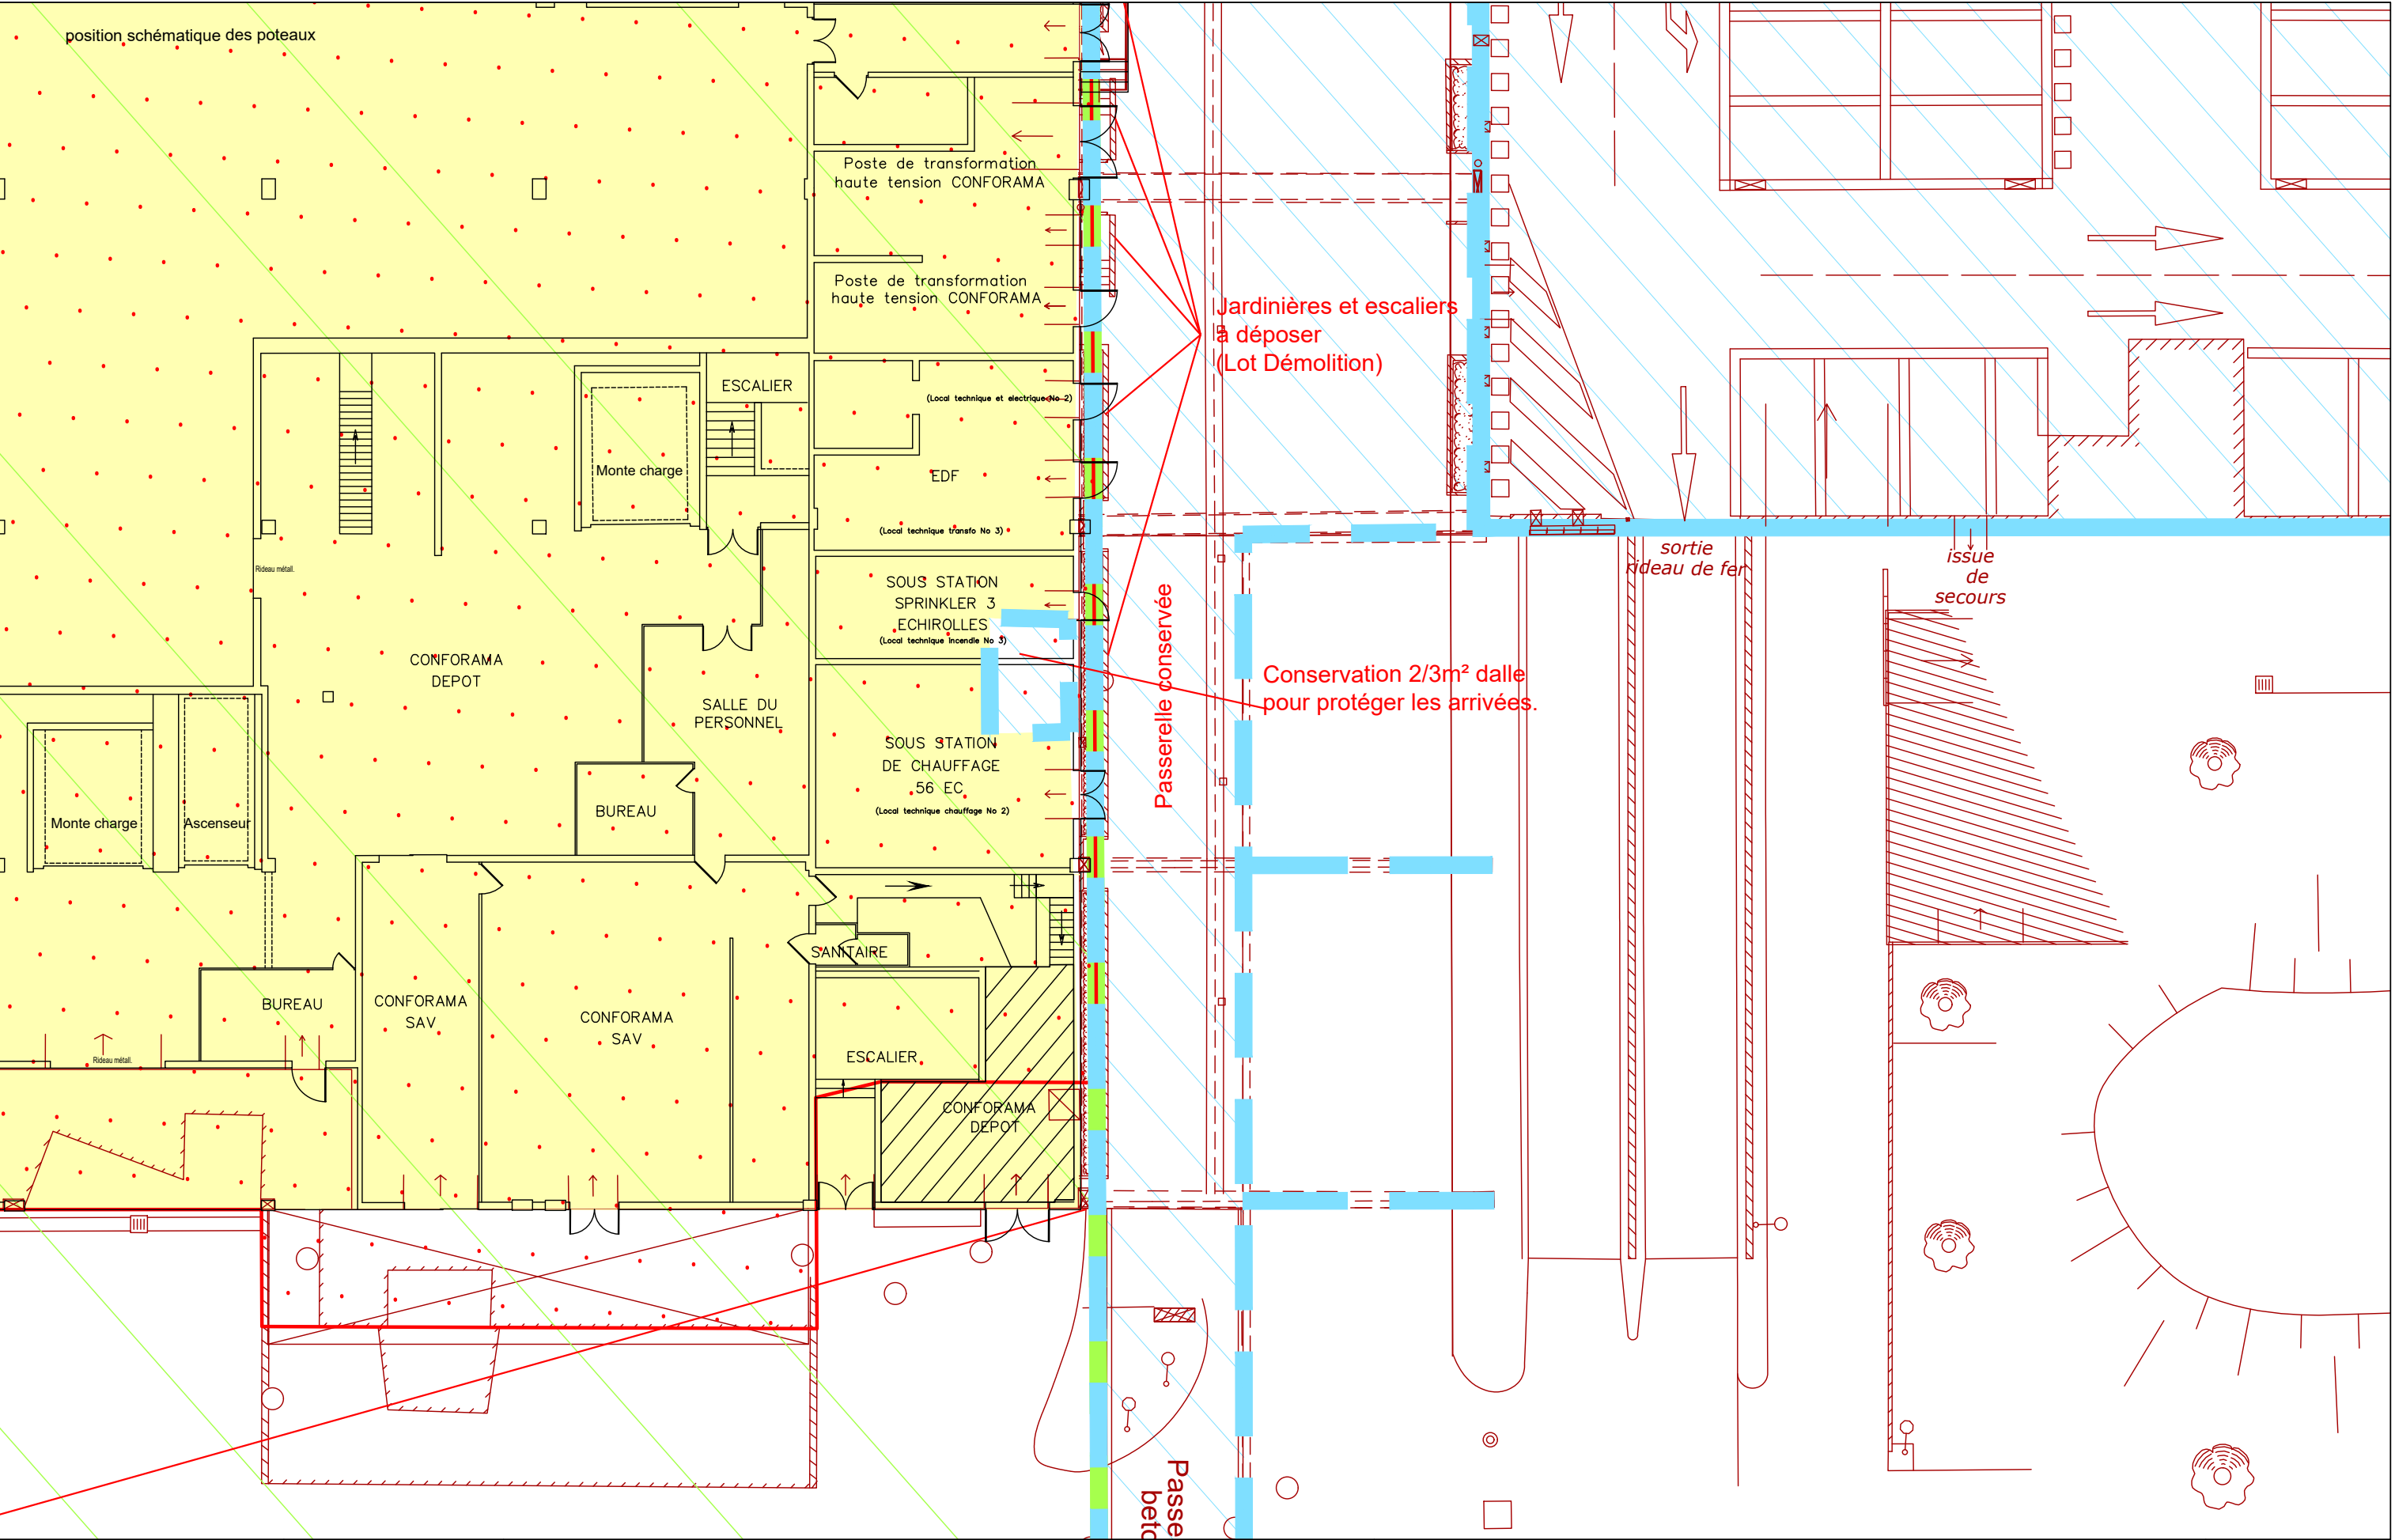 position schématique des poteaux
Poste de transformation
haute tension CONFORAMA
Poste de transformation
haute tension CONFORAMA
Jardinières et escaliers
à déposer
(Lot Démolition)
ESCALIER
(Local technique et electrique No 2)
Monte charge
EDF
(Local technique transfo No 3)
sortie
rideau de fer
issue
de
secours
Rideau métall.
SOUS STATION
SPRINKLER 3
ECHIROLLES
(Local technique incendie No 3)
Passerelle conservée
CONFORAMA
DEPOT
Conservation 2/3m² dalle
pour protéger les arrivées.
SALLE DU
PERSONNEL
SOUS STATION
DE CHAUFFAGE
56 EC
(Local technique chauffage No 2)
BUREAU
Monte charge
Ascenseur
SANITAIRE
BUREAU
CONFORAMA
SAV
CONFORAMA
SAV
ESCALIER
Rideau métall.
CONFORAMA
DEPOT
Passe
beto